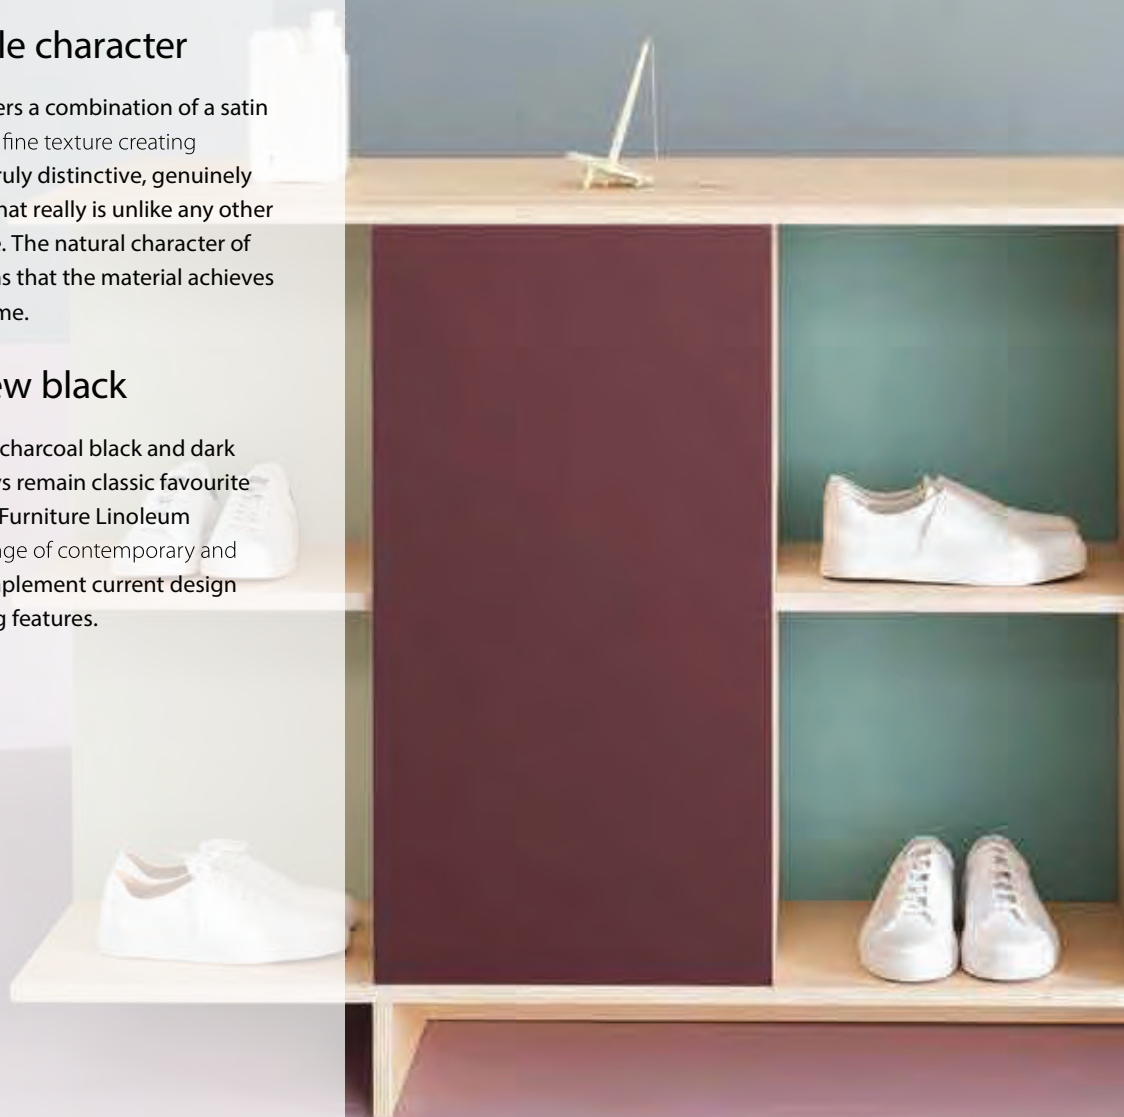 le character
ers a combination of a satin
fine texture creating
ruly distinctive, genuinely
hat really is unlike any other
. The natural character of
s that the material achieves
me.
ew black
charcoal black and dark
s remain classic favourite
Furniture Linoleum
ge of contemporary and
plement current design
g features.